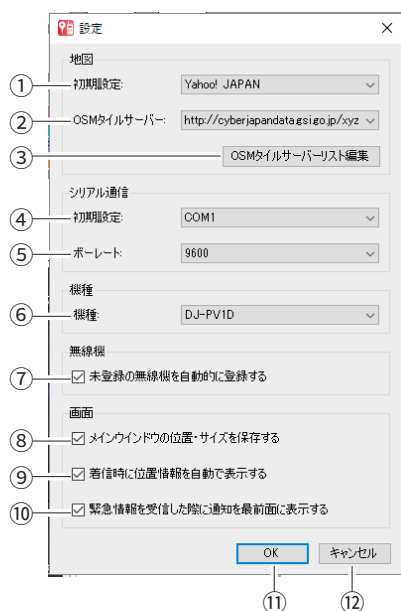 設定
地図
① 初期設定: Yahoo! JAPAN
② OSMタイルサーバー: http://cyberjapandata.gsi.go.jp/xyz
③ OSMタイルサーバーリスト編集
シリアル通信
④ 初期設定: COM1
⑤ ボーレート: 9600
機種
⑥ 機種: DJ-PV1D
無線機
⑦ 未登録の無線機を自動的に登録する
画面
⑧ メインウインドウの位置・サイズを保存する
⑨ 着信時に位置情報を自動で表示する
⑩ 緊急情報を受信した際に通知を最前面に表示する
OK キャンセル
⑪ ⑫